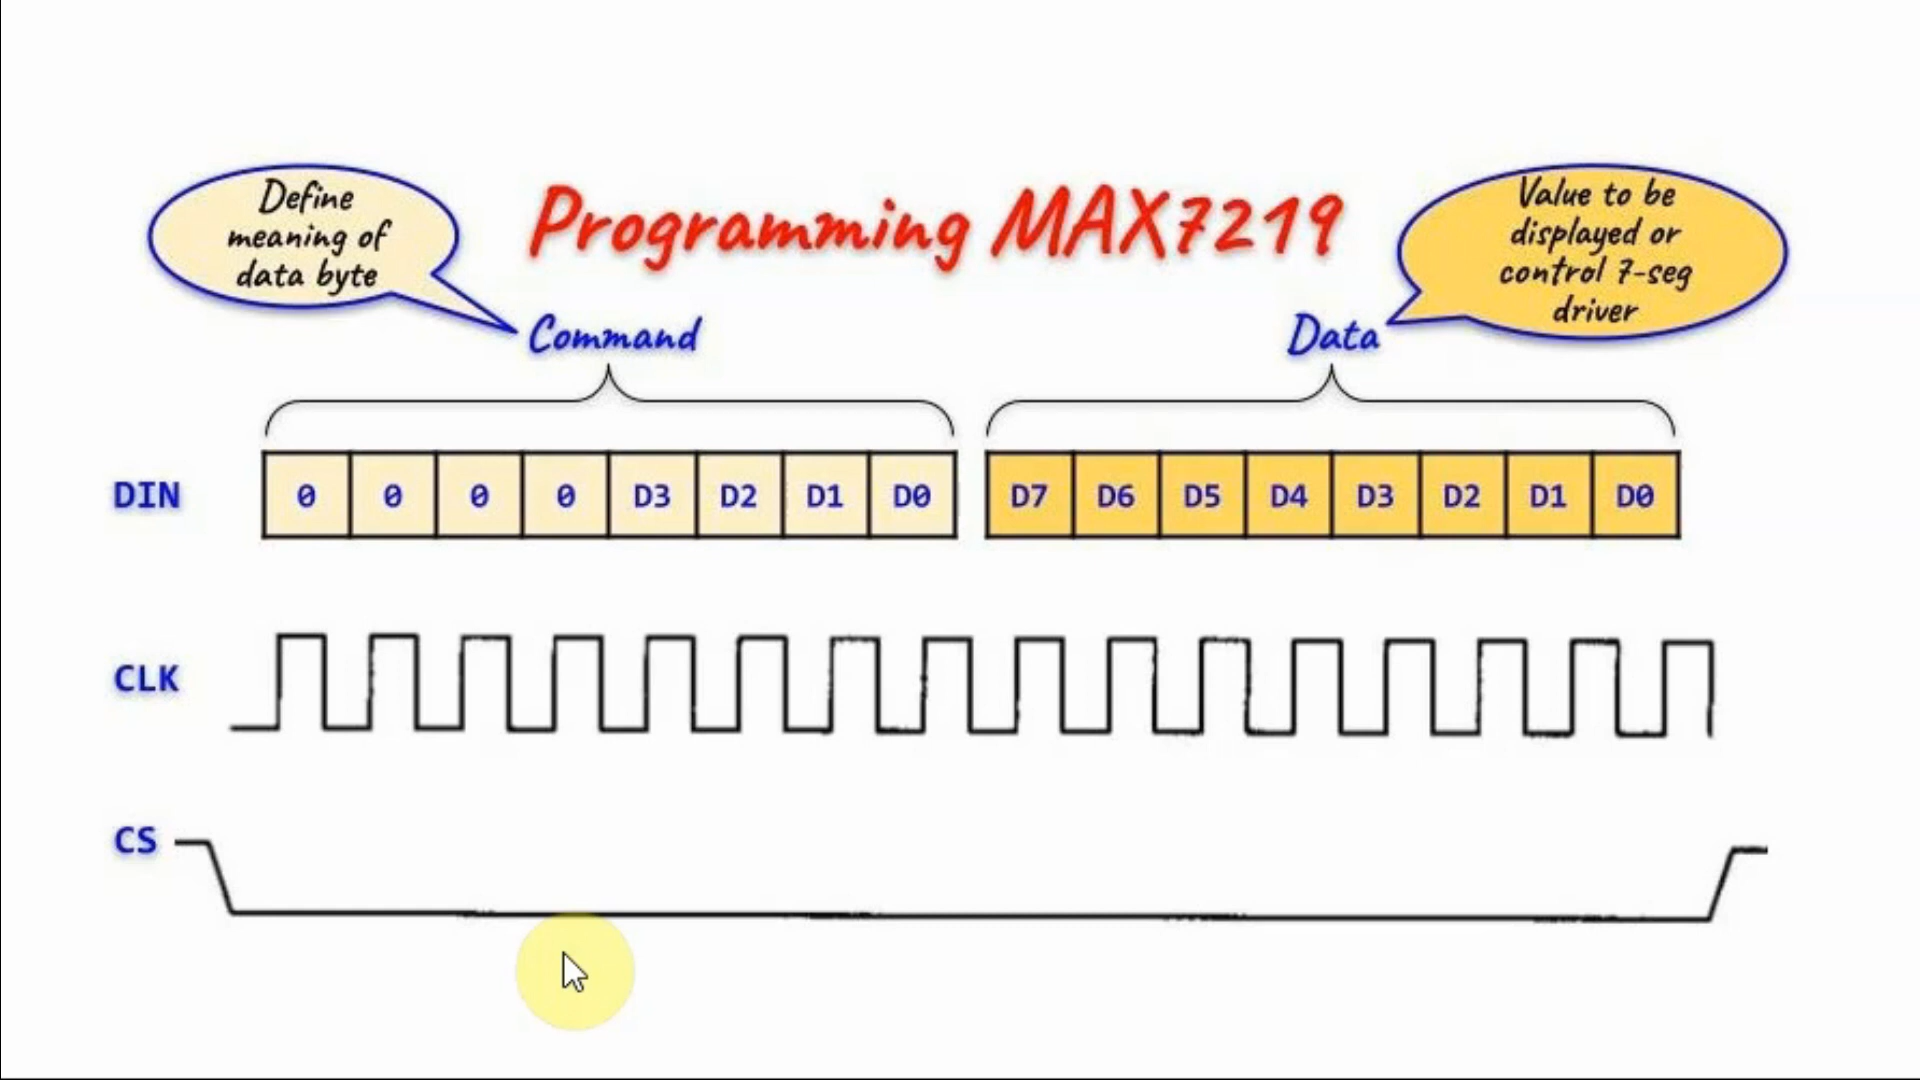 Define
meaning of
data byte
Programming MAX7219
Value to be
displayed or
control 7-seg
driver
Command
Data
DIN
0 0 0 0 D3 D2 D1 D0 D7 D6 D5 D4 D3 D2 D1 D0
CLK
CS